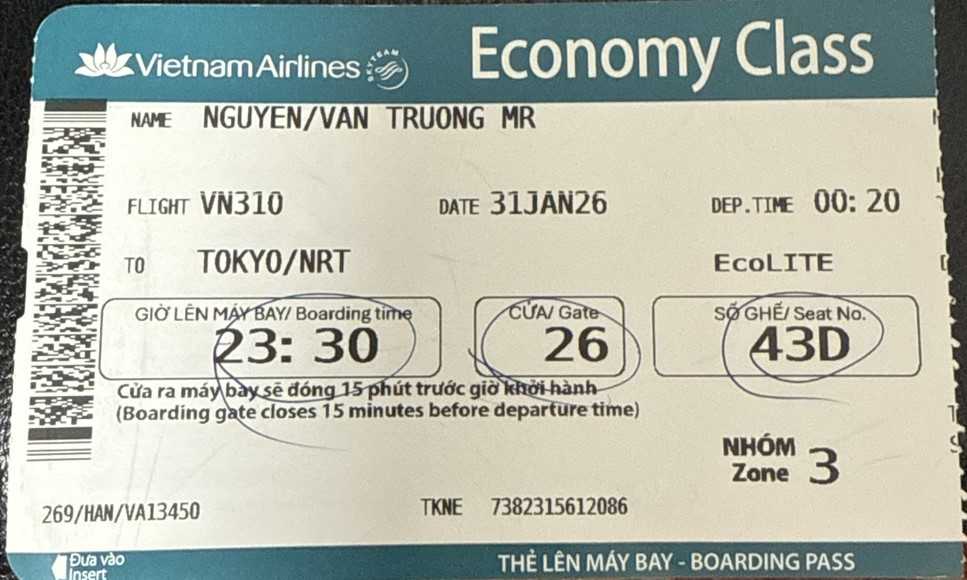 Vietnam Airlines SKYTEAM Economy Class
NAME NGUYEN/VAN TRUONG MR
FLIGHT VN310 DATE 31JAN26 DEP.TIME 00:20
TO TOKYO/NRT EcoLITE
GIỜ LÊN MÁY BAY/ Boarding time CỬA/ Gate SỐ GHẾ/ Seat No.
23:30 26 43D
Cửa ra máy bay sẽ đóng 15 phút trước giờ khởi hành
(Boarding gate closes 15 minutes before departure time)
NHÓM
Zone 3
269/HAN/VA13450 TKNE 7382315612086
Đưa vào
Insert
THẺ LÊN MÁY BAY - BOARDING PASS